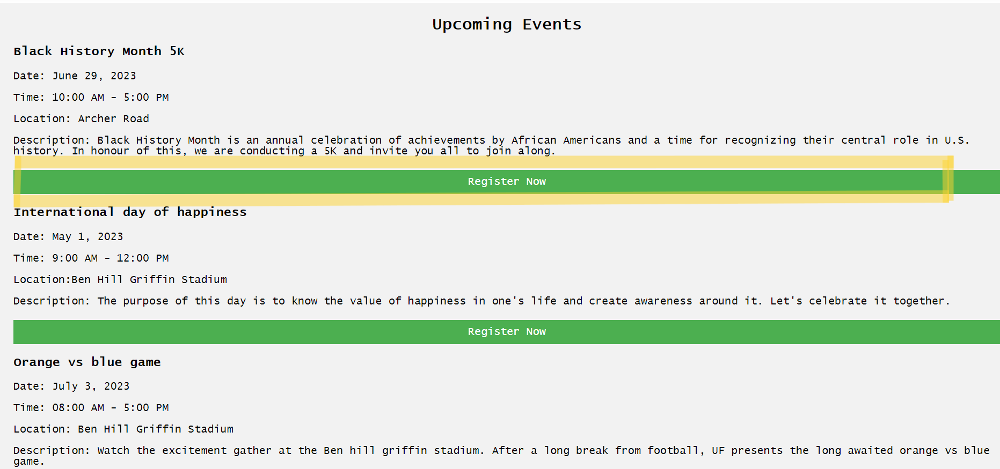 Upcoming Events
Black History Month 5K
Date: June 29, 2023
Time: 10:00 AM - 5:00 PM
Location: Archer Road
Description: Black History Month is an annual celebration of achievements by African Americans and a time for recognizing their central role in U.S.
history. In honour of this, we are conducting a 5K and invite you all to join along.
Register Now
International day of happiness
Date: May 1, 2023
Time: 9:00 AM - 12:00 PM
Location:Ben Hill Griffin Stadium
Description: The purpose of this day is to know the value of happiness in one's life and create awareness around it. Let's celebrate it together.
Register Now
Orange vs blue game
Date: July 3, 2023
Time: 08:00 AM - 5:00 PM
Location: Ben Hill Griffin Stadium
Description: Watch the excitement gather at the Ben hill griffin stadium. After a long break from football, UF presents the long awaited orange vs blue
game.